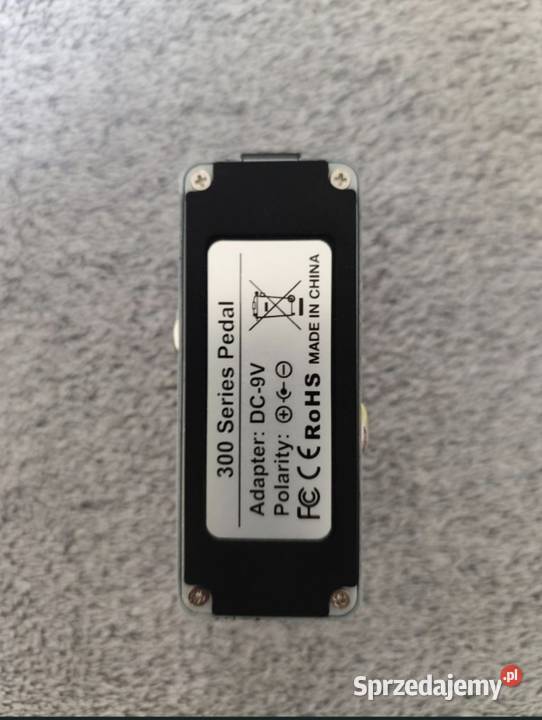 300 Series Pedal
Adapter: DC-9V
Polarity:
FC CE RoHS MADE IN CHINA
Sprzedajemy.pl